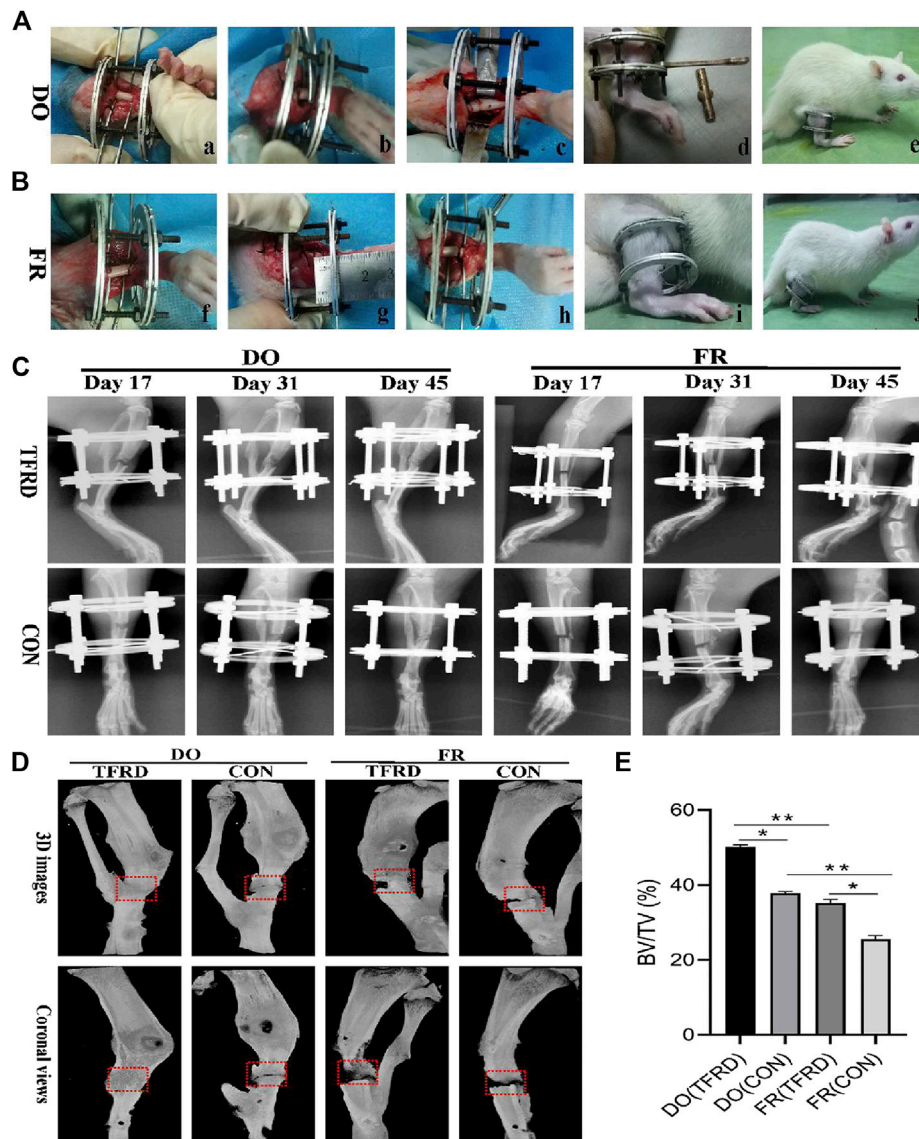 A
DO
a
b
c
d
e
B
FR
f
g
2
3
h
i
J
C
DO
FR
Day 17
Day 31
Day 45
Day 17
Day 31
Day 45
TFRD
CON
D
DO
FR
TFRD
CON
TFRD
CON
3D images
Coronal views
E
60
**
*
**
*
40
20
0
BV/TV (%)
DO(TFRD)
DO(CON)
FR(TFRD)
FR(CON)